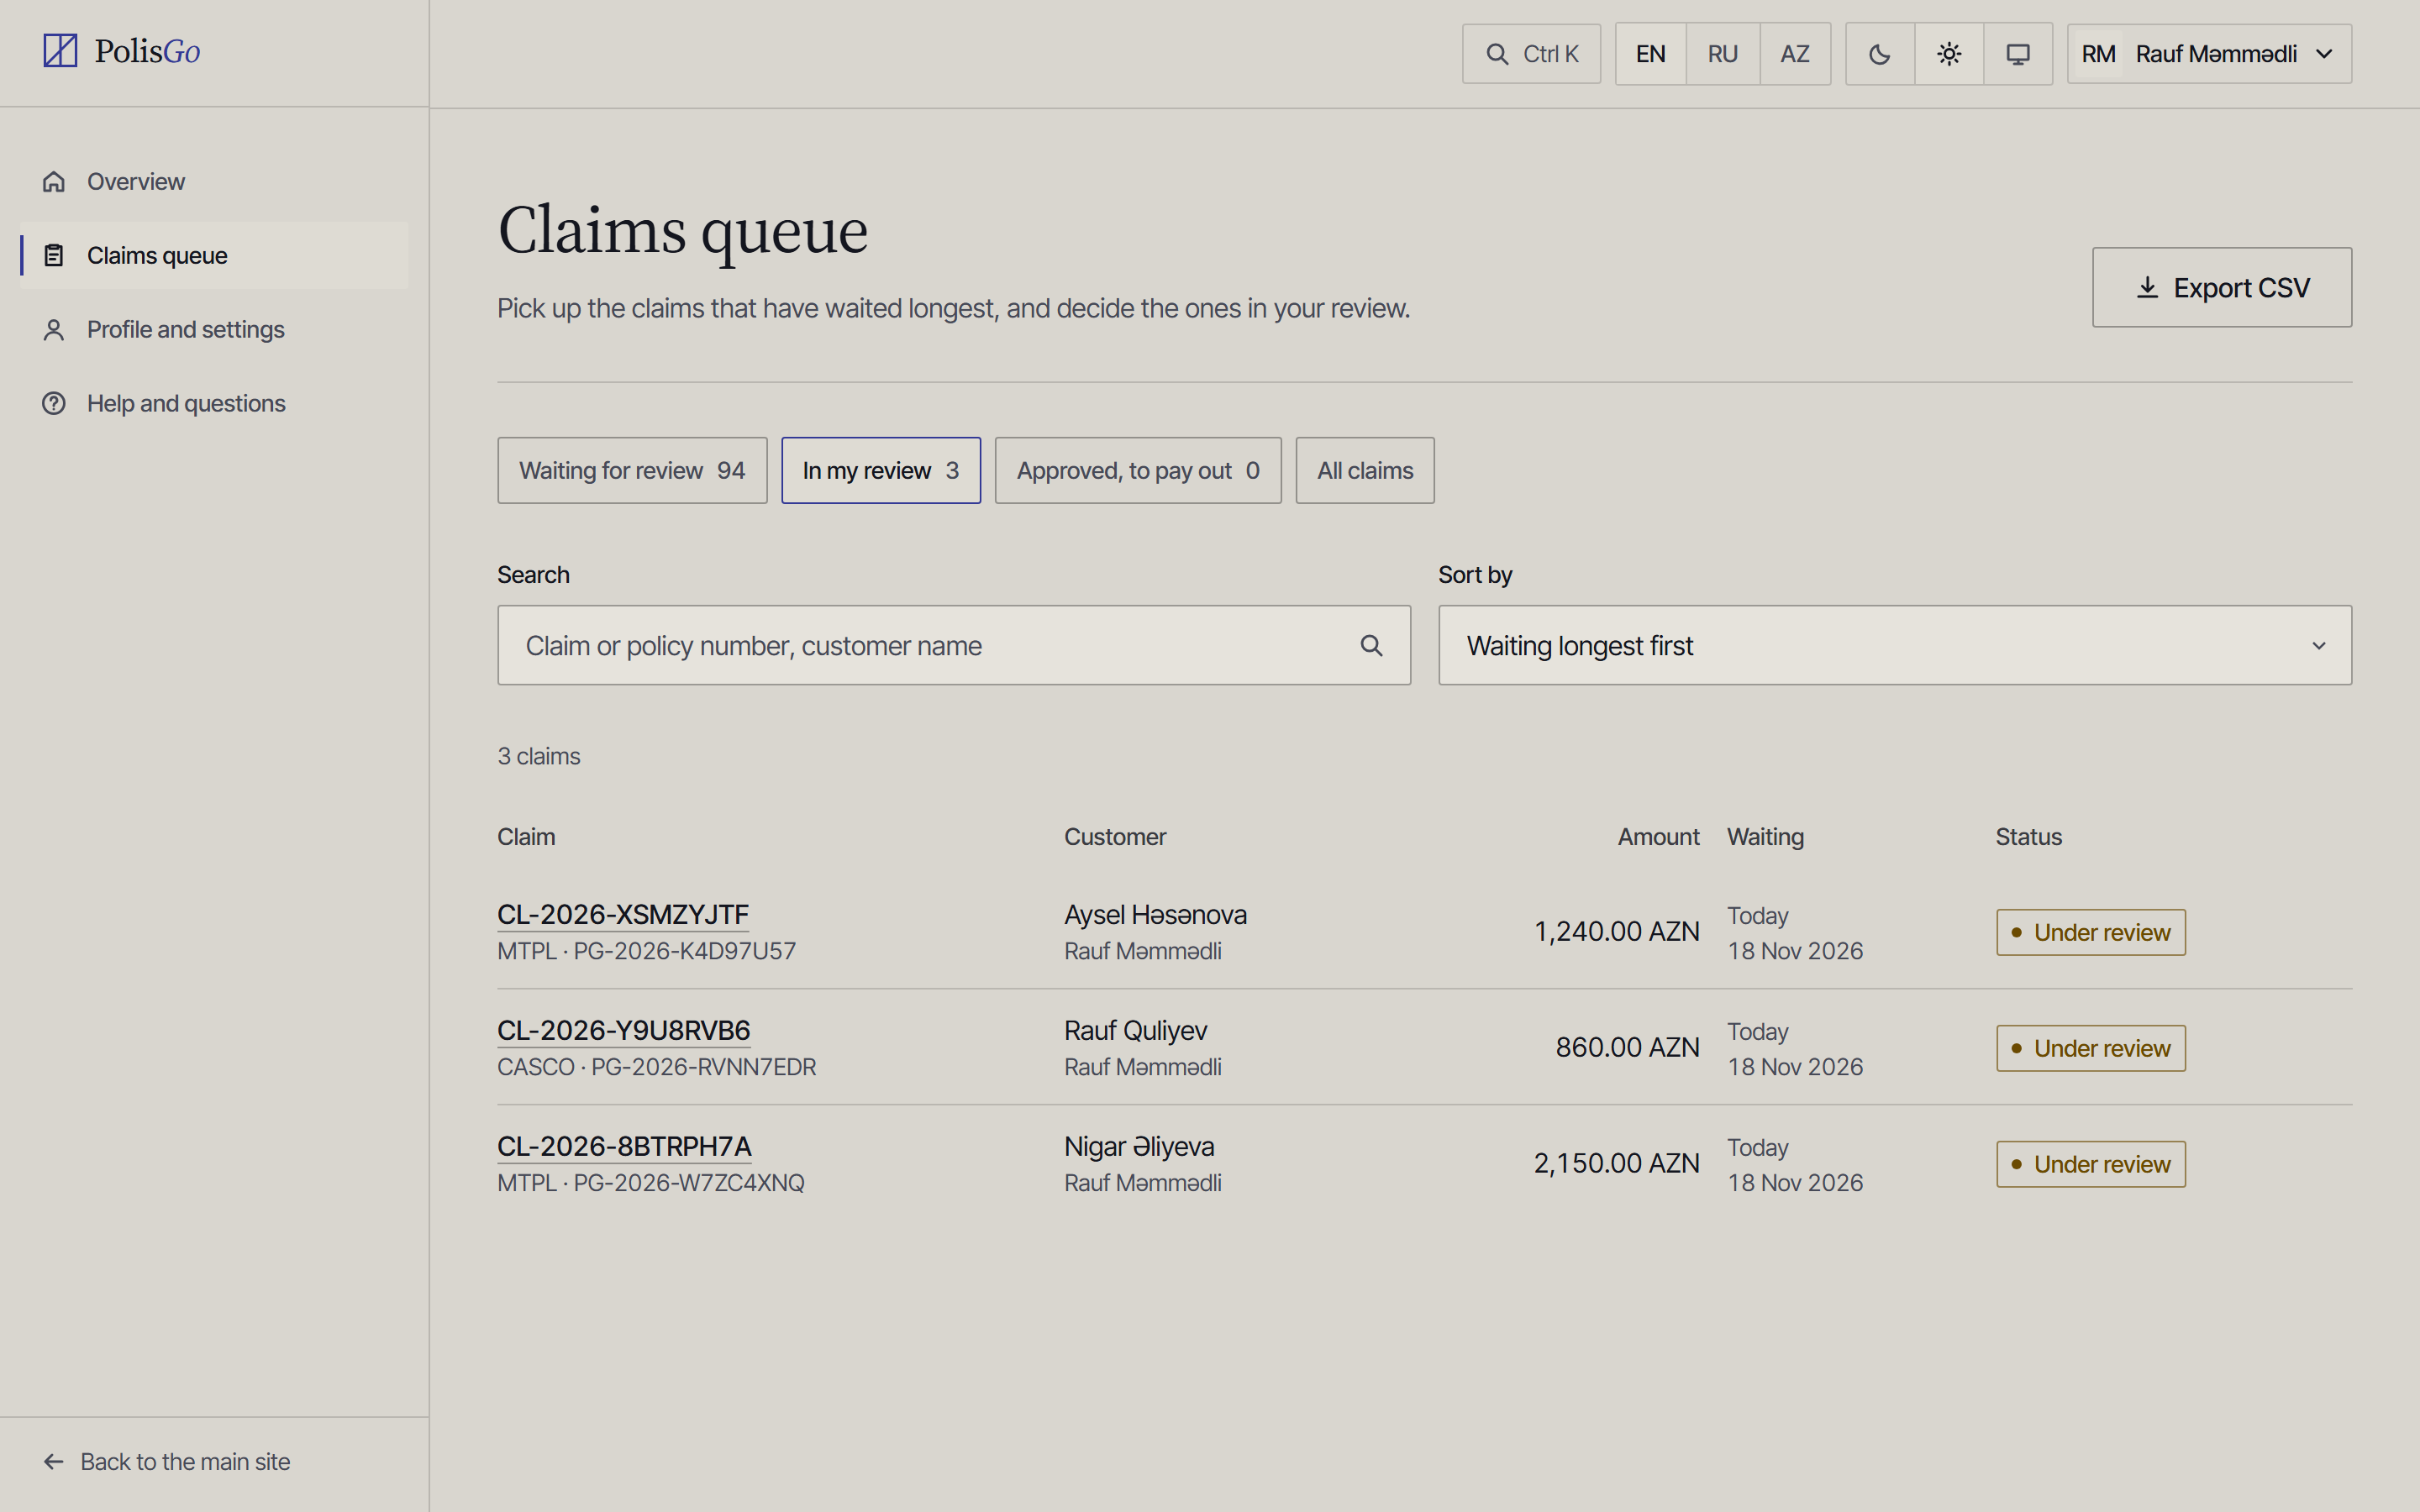 PolisGo
Ctrl K
EN
RU
AZ
RM Rauf Məmmədli
Overview
Claims queue
Profile and settings
Help and questions
Back to the main site
Claims queue
Pick up the claims that have waited longest, and decide the ones in your review.
Export CSV
Waiting for review 94
In my review 3
Approved, to pay out 0
All claims
Search
Claim or policy number, customer name
Sort by
Waiting longest first
3 claims
Claim
Customer
Amount
Waiting
Status
CL-2026-XSMZYJTF
MTPL · PG-2026-K4D97U57
Aysel Həsənova
Rauf Məmmədli
1,240.00 AZN
Today
18 Nov 2026
Under review
CL-2026-Y9U8RVB6
CASCO · PG-2026-RVNN7EDR
Rauf Quliyev
Rauf Məmmədli
860.00 AZN
Today
18 Nov 2026
Under review
CL-2026-8BTRPH7A
MTPL · PG-2026-W7ZC4XNQ
Nigar Əliyeva
Rauf Məmmədli
2,150.00 AZN
Today
18 Nov 2026
Under review